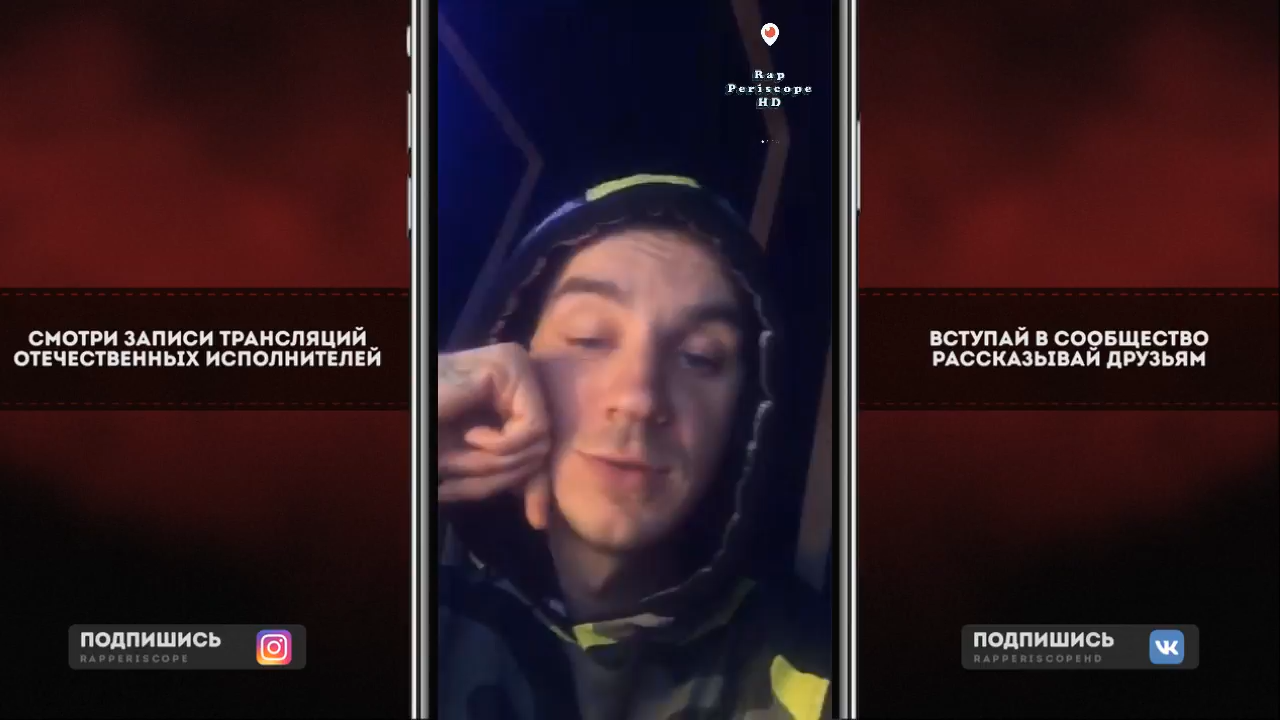 Rap
Periscope
HD
СМОТРИ ЗАПИСИ ТРАНСЛЯЦИЙ
ОТЕЧЕСТВЕННЫХ ИСПОЛНИТЕЛЕЙ
ВСТУПАЙ В СООБЩЕСТВО
РАССКАЗЫВАЙ ДРУЗЬЯМ
ПОДПИШИСЬ
RAPPERISCOPE
ПОДПИШИСЬ
RAPPERISCOPEHD